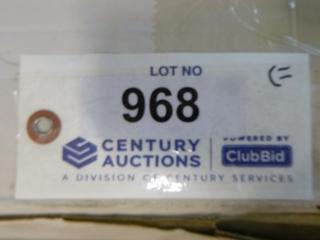 LOT NO
968
CENTURY
AUCTIONS
POWERED BY
ClubBid
A DIVISION OF CENTURY SERVICES